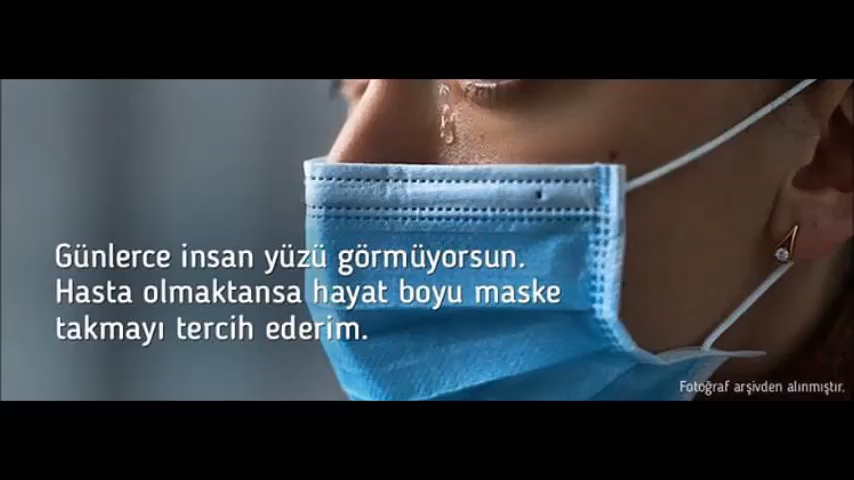 Günlerce insan yüzü görmüyorsun.
Hasta olmaktansa hayat boyu maske
takmayı tercih ederim.
Fotoğraf arşivden alınmıştır.